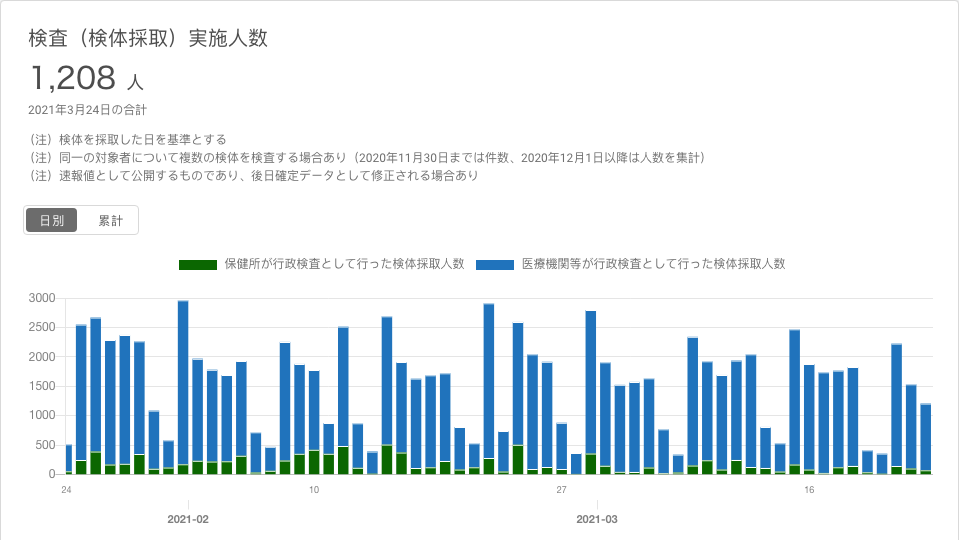 検査（検体採取）実施人数
1,208 人
2021年3月24日の合計
（注）検体を採取した日を基準とする
（注）同一の対象者について複数の検体を検査する場合あり（2020年11月30日までは件数、2020年12月1日以降は人数を集計）
（注）速報値として公開するものであり、後日確定データとして修正される場合あり
日別 累計
保健所が行政検査として行った検体採取人数 医療機関等が行政検査として行った検体採取人数
3000
2500
2000
1500
1000
500
0
24 10 27 16
2021-02 2021-03